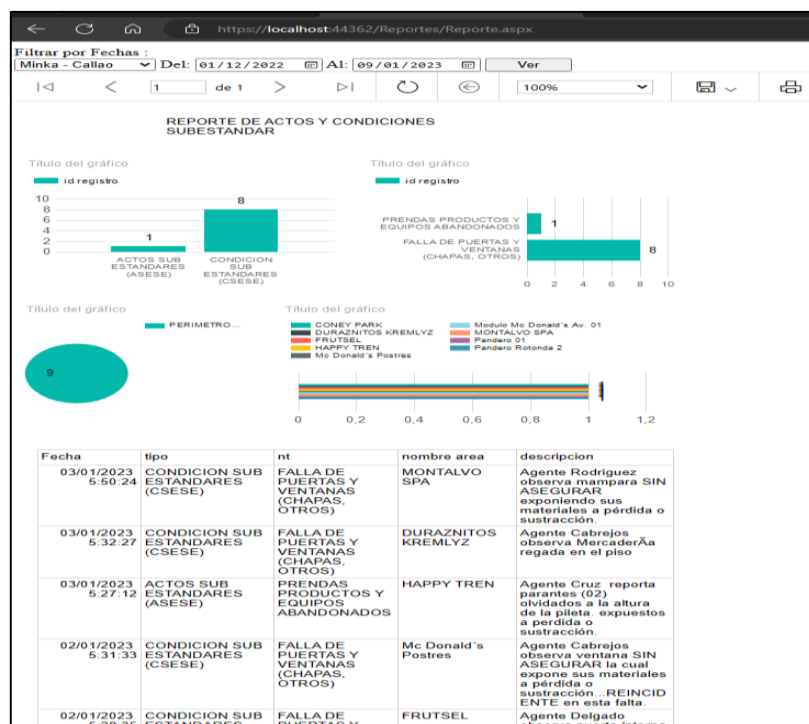 https://localhost:44362/Reportes/Reporte.aspx
Filtrar por Fechas :
Minka - Callao Del: 01/12/2022 Al: 09/01/2023 Ver
1 de 1 100%
REPORTE DE ACTOS Y CONDICIONES
SUBESTANDAR
Título del gráfico
id registro
10
8
6
4
2
0
1
8
ACTOS SUB
ESTANDARES
(ASESE)
CONDICION
SUB
ESTANDARES
(CSESE)
Título del gráfico
id registro
PRENDAS PRODUCTOS Y
EQUIPOS ABANDONADOS
1
FALLA DE PUERTAS Y
VENTANAS
(CHAPAS, OTROS)
8
0 2 4 6 8 10
Título del gráfico
PERIMETRO...
9
Título del gráfico
CONEY PARK
DURAZNITOS KREMLYZ
FRUTSEL
HAPPY TREN
Mc Donald´s Postres
Modulo Mc Donald's Av. 01
MONTALVO SPA
Pandero 01
Pandero Rotonda 2
0 0,2 0,4 0,6 0,8 1 1,2
Fecha tipo nt nombre area descripcion
03/01/2023
5:50:24
CONDICION SUB
ESTANDARES
(CSESE)
FALLA DE
PUERTAS Y
VENTANAS
(CHAPAS,
OTROS)
MONTALVO
SPA
Agente Rodriguez
observa mampara SIN
ASEGURAR
exponiendo sus
materiales a pérdida o
sustracción.
03/01/2023
5:32:27
CONDICION SUB
ESTANDARES
(CSESE)
FALLA DE
PUERTAS Y
VENTANAS
(CHAPAS,
OTROS)
DURAZNITOS
KREMLYZ
Agente Cabrejos
observa MercaderÃa
regada en el piso
03/01/2023
5:27:12
ACTOS SUB
ESTANDARES
(ASESE)
PRENDAS
PRODUCTOS Y
EQUIPOS
ABANDONADOS
HAPPY TREN
Agente Cruz reporta
parantes (02)
olvidados a la altura
de la pileta. expuestos
a perdida o
sustracción.
02/01/2023
5:31:33
CONDICION SUB
ESTANDARES
(CSESE)
FALLA DE
PUERTAS Y
VENTANAS
(CHAPAS,
OTROS)
Mc Donald´s
Postres
Agente Cabrejos
observa ventana SIN
ASEGURAR la cual
expone sus materiales
a pérdida o
sustracción...REINCID
ENTE en esta falta.
02/01/2023
CONDICION SUB
FALLA DE
FRUTSEL
Agente Delgado